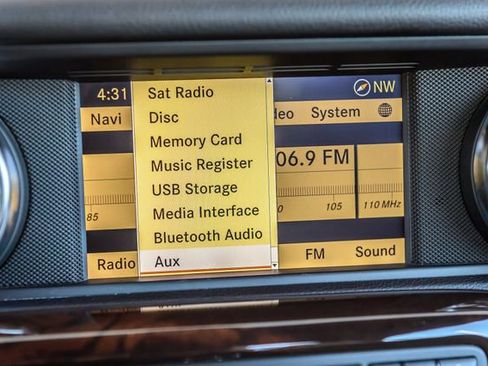 4:31
NW
Navi
deo System
Sat Radio
Disc
Memory Card
Music Register
USB Storage
Media Interface
Bluetooth Audio
Aux
06.9 FM
85
0 105 110 MHz
Radio
FM
Sound